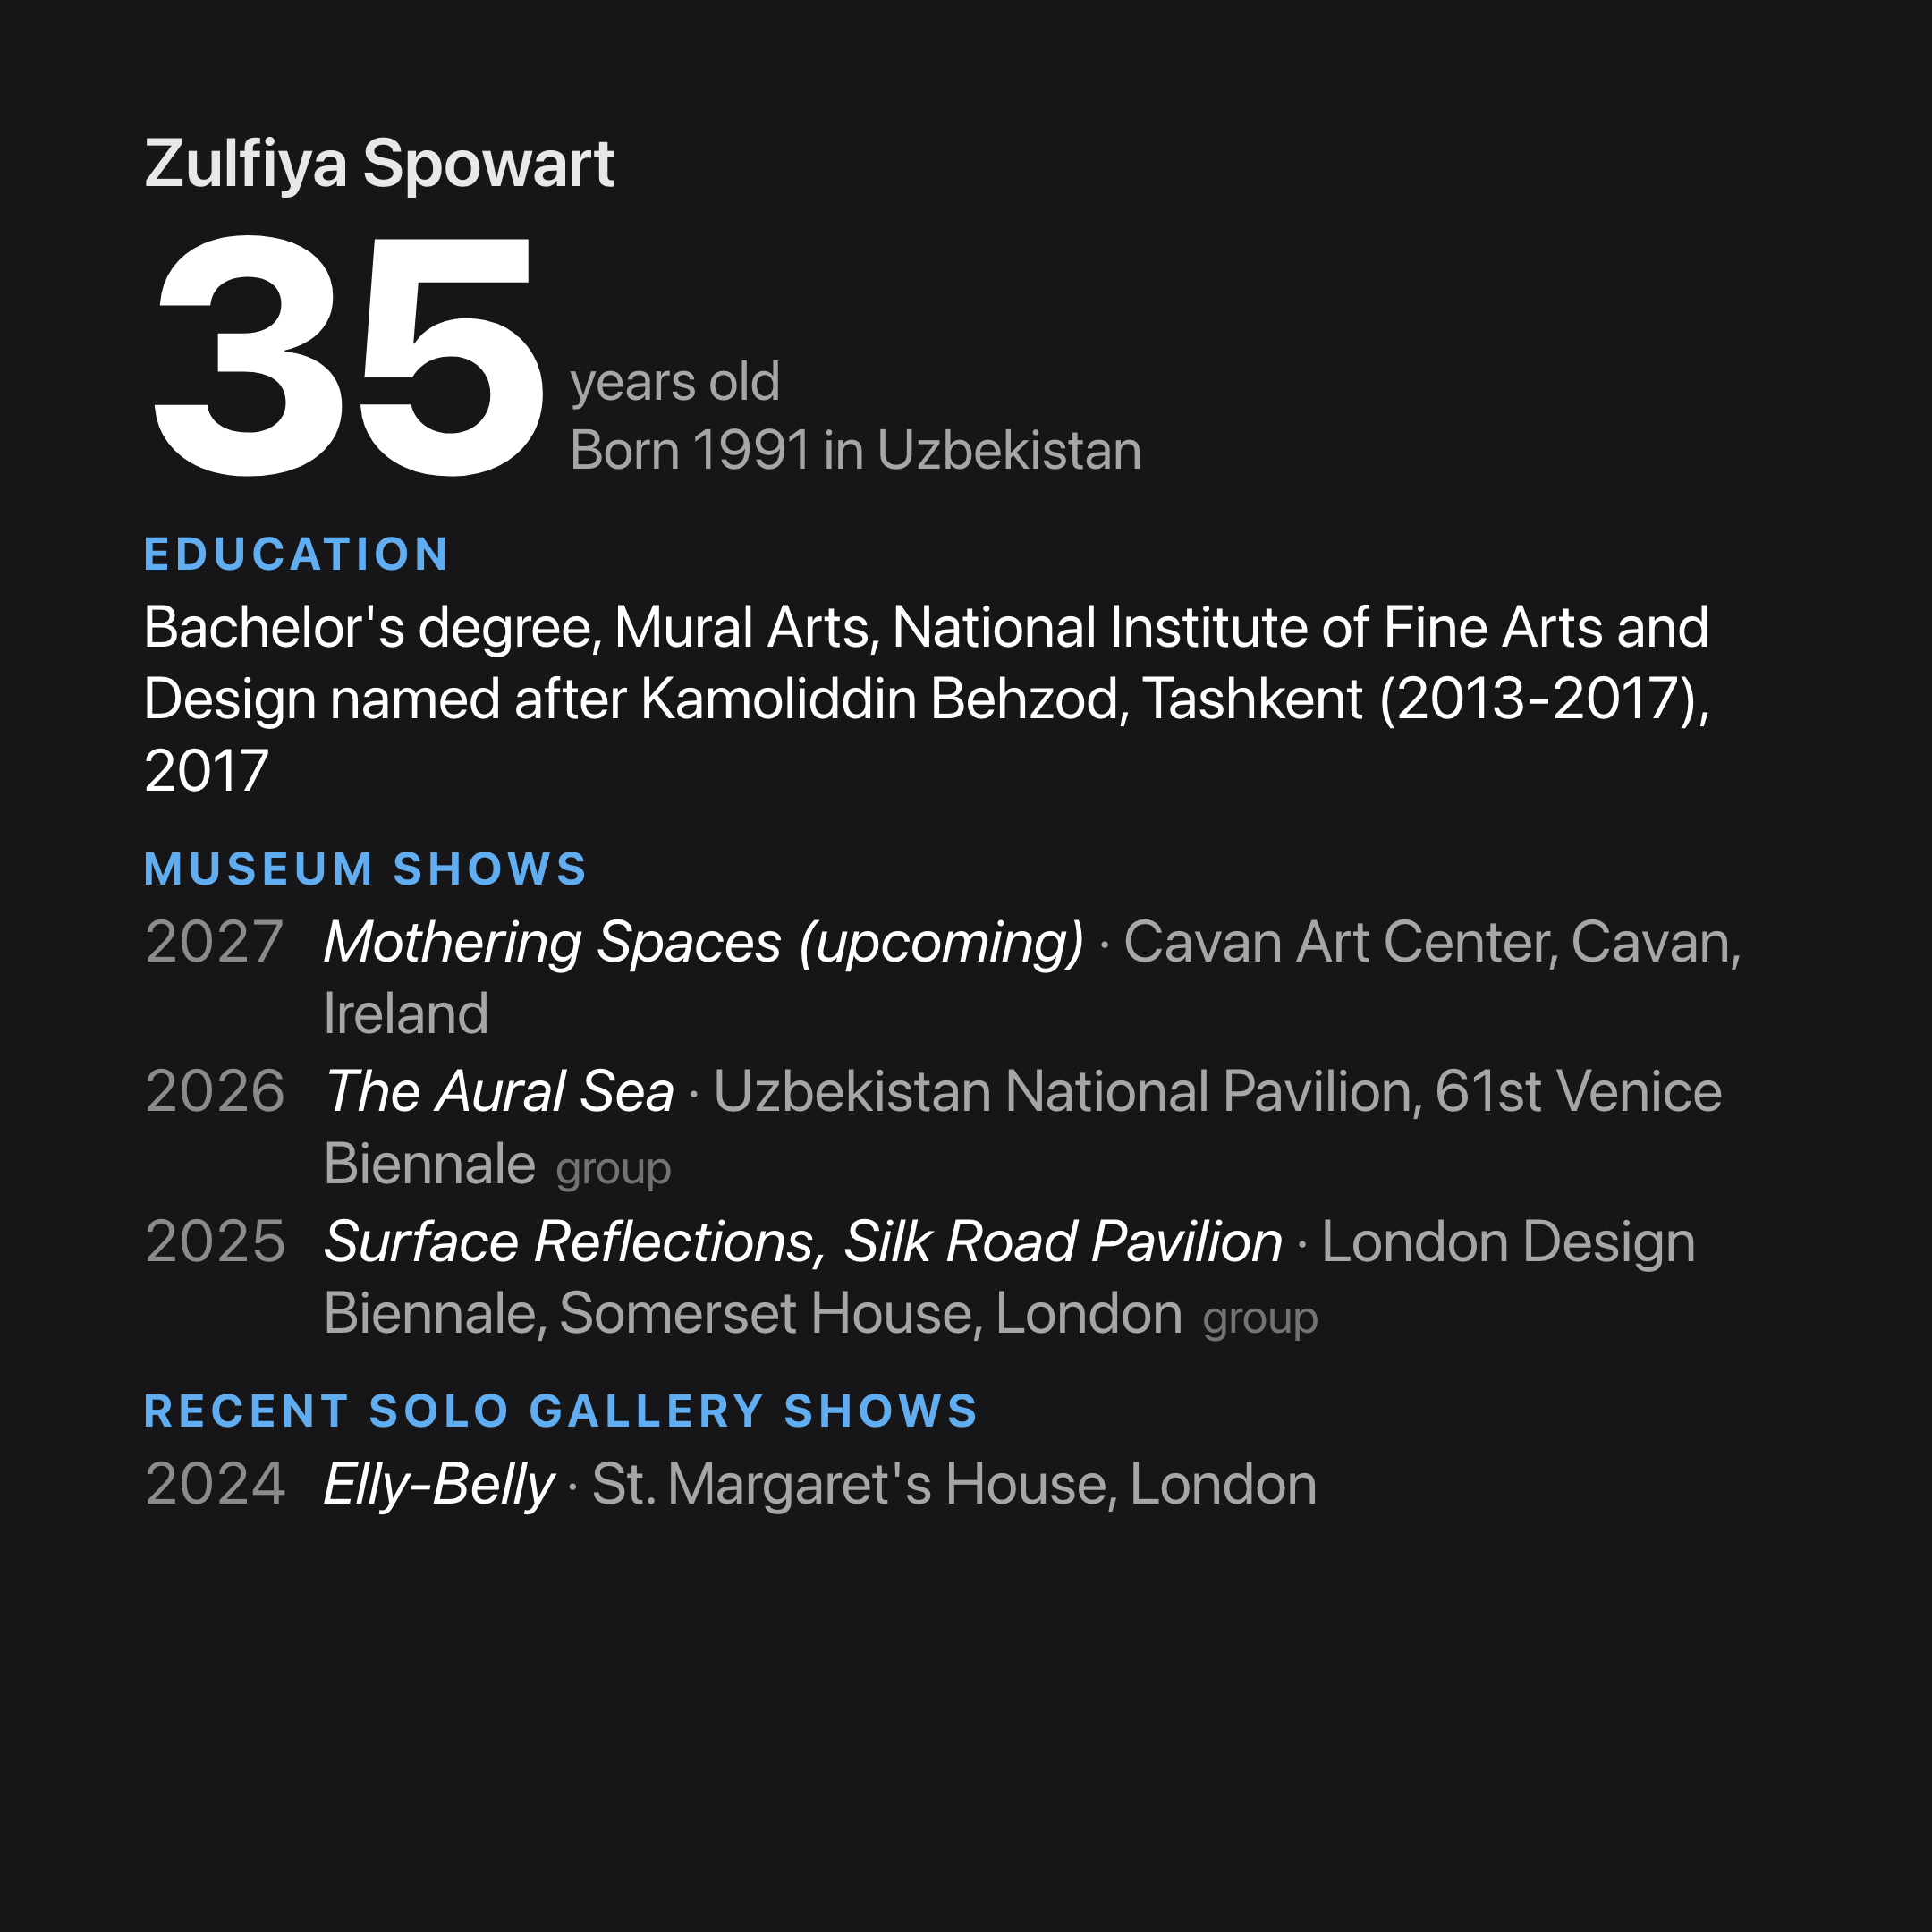 Zulfiya Spowart
35 years old
Born 1991 in Uzbekistan
EDUCATION
Bachelor's degree, Mural Arts, National Institute of Fine Arts and
Design named after Kamoliddin Behzod, Tashkent (2013-2017),
2017
MUSEUM SHOWS
2027 Mothering Spaces (upcoming) · Cavan Art Center, Cavan,
Ireland
2026 The Aural Sea · Uzbekistan National Pavilion, 61st Venice
Biennale group
2025 Surface Reflections, Silk Road Pavilion · London Design
Biennale, Somerset House, London group
RECENT SOLO GALLERY SHOWS
2024 Elly-Belly · St. Margaret's House, London